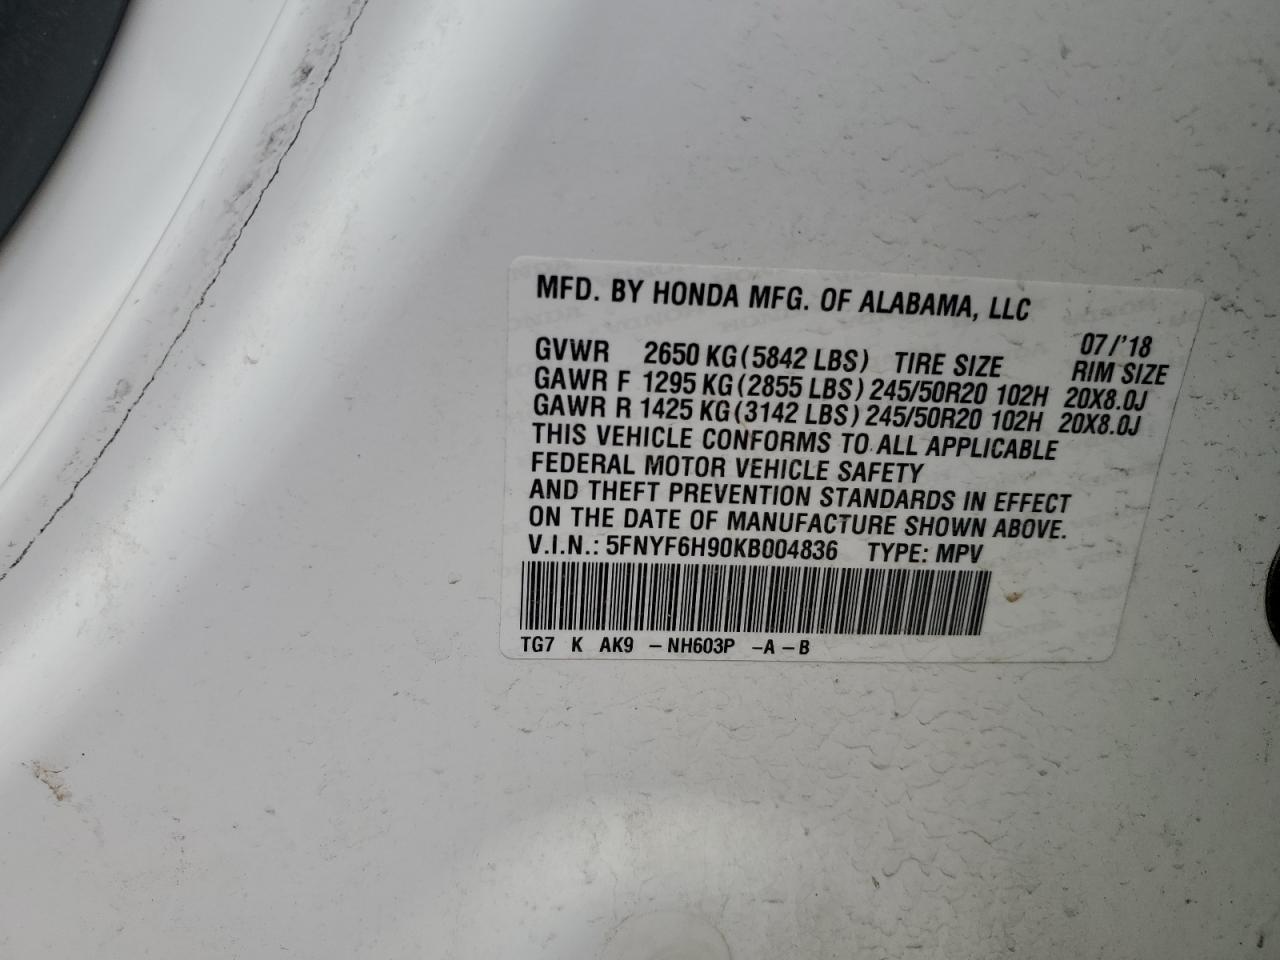 MFD. BY HONDA MFG. OF ALABAMA, LLC
07/'18
GVWR 2650 KG(5842 LBS) TIRE SIZE RIM SIZE
GAWR F 1295 KG(2855 LBS) 245/50R20 102H 20X8.0J
GAWR R 1425 KG(3142 LBS) 245/50R20 102H 20X8.0J
THIS VEHICLE CONFORMS TO ALL APPLICABLE
FEDERAL MOTOR VEHICLE SAFETY
AND THEFT PREVENTION STANDARDS IN EFFECT
ON THE DATE OF MANUFACTURE SHOWN ABOVE.
V.I.N.: 5FNYF6H90KB004836 TYPE: MPV
TG7 K AK9 -NH603P -A-B